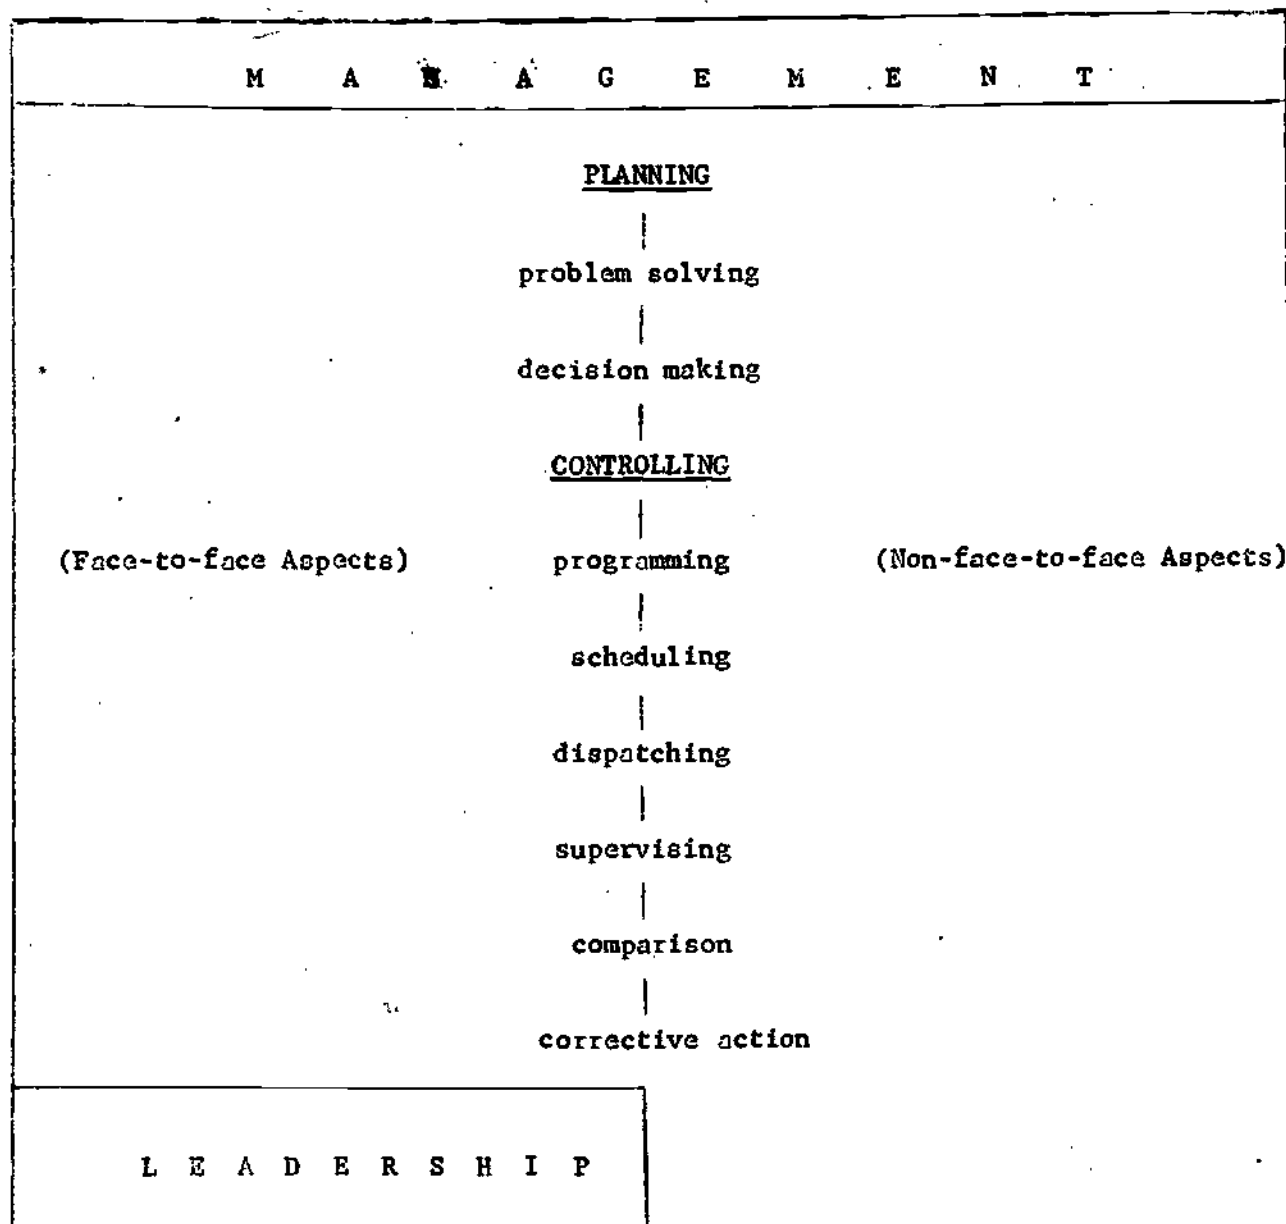 M A N A G E M E N T
PLANNING
problem solving
decision making
CONTROLLING
(Face-to-face Aspects) programming (Non-face-to-face Aspects)
scheduling
dispatching
supervising
comparison
corrective action
L E A D E R S H I P